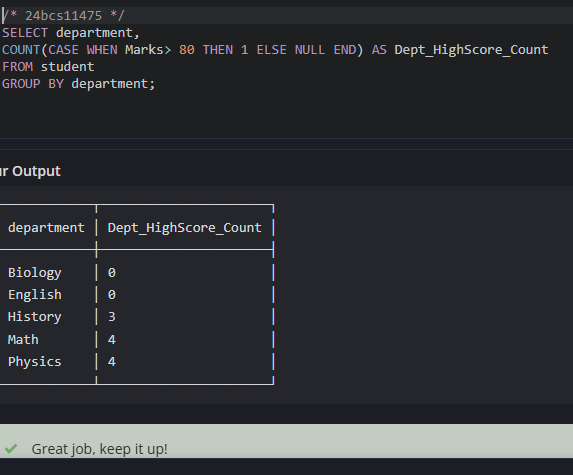 /* 24bcs11475 */
SELECT department,
COUNT(CASE WHEN Marks> 80 THEN 1 ELSE NULL END) AS Dept_HighScore_Count
FROM student
GROUP BY department;
ur Output
department Dept_HighScore_Count
Biology 0
English 0
History 3
Math 4
Physics 4
Great job, keep it up!